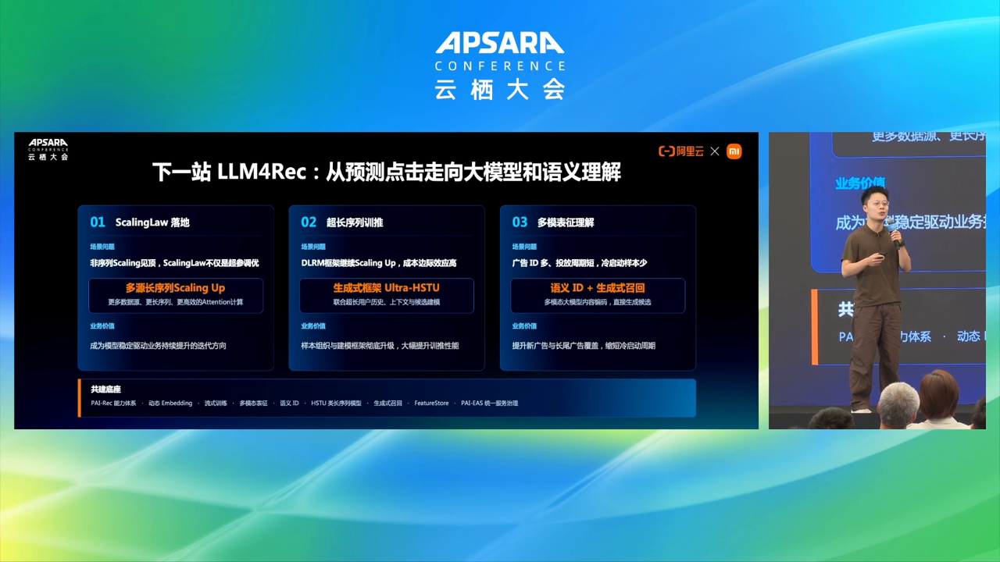 APSARA
CONFERENCE
云栖大会
APSARA
CONFERENCE
云栖大会
阿里云
mi
下一站 LLM4Rec：从预测点击走向大模型和语义理解
01 ScalingLaw 落地
场景问题
非序列Scaling见顶，ScalingLaw不仅是超参调优
多源长序列Scaling Up
更多数据源、更长序列、更高效的Attention计算
业务价值
成为模型稳定驱动业务持续提升的迭代方向
02 超长序列训推
场景问题
DLRM框架继续Scaling Up，成本边际效应高
生成式框架 Ultra-HSTU
联合超长用户历史、上下文与候选建模
业务价值
样本组织与建模框架彻底升级，大幅提升训推性能
03 多模表征理解
场景问题
广告 ID 多、投放周期短，冷启动样本少
语义 ID + 生成式召回
多模态大模型内容编码，直接生成候选
业务价值
提升新广告与长尾广告覆盖，缩短冷启动周期
共建底座
PAI-Rec 能力体系 · 动态 Embedding · 流式训练 · 多模态表征 · 语义 ID · HSTU 类长序列模型 · 生成式召回 · FeatureStore · PAI-EAS 统一服务治理
更多数据源、更长序
业务价值
成为 稳定驱动业务
共
PA 力体系 · 动态